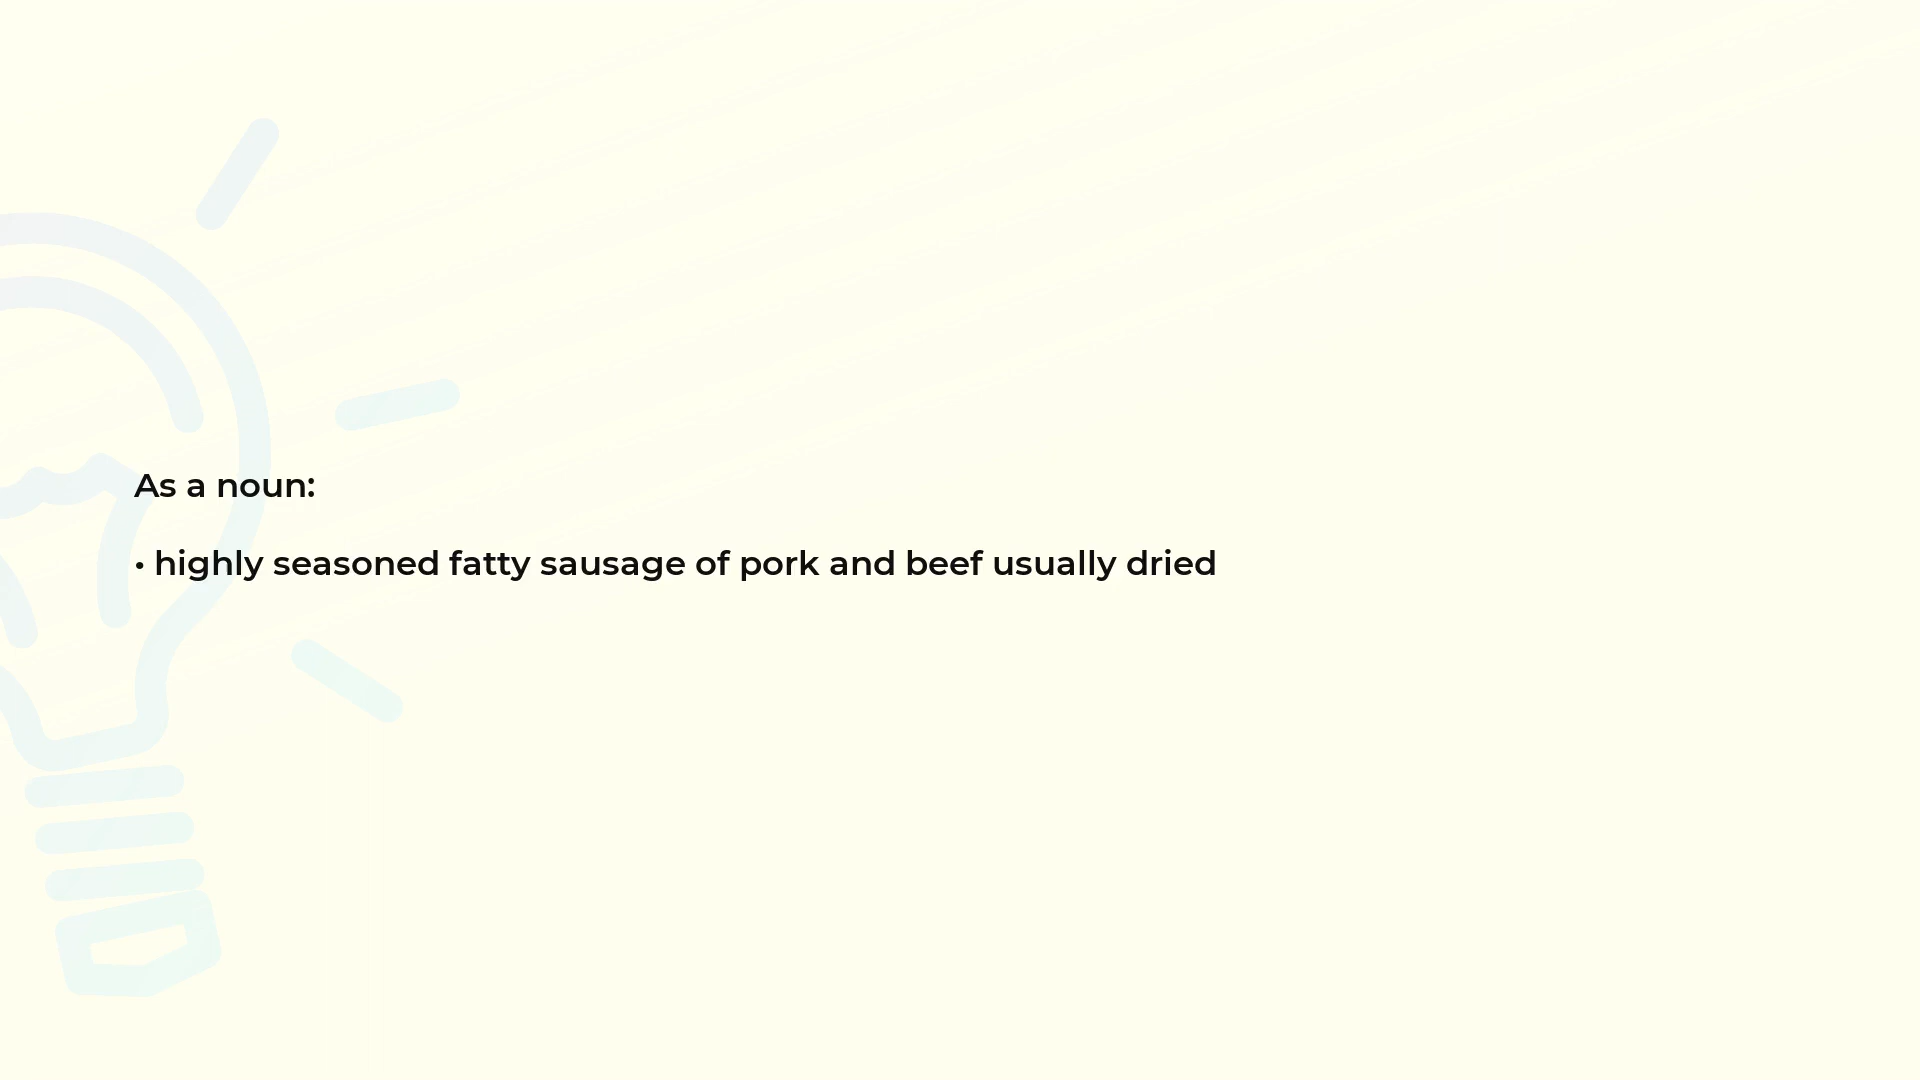 As a noun:
• highly seasoned fatty sausage of pork and beef usually dried